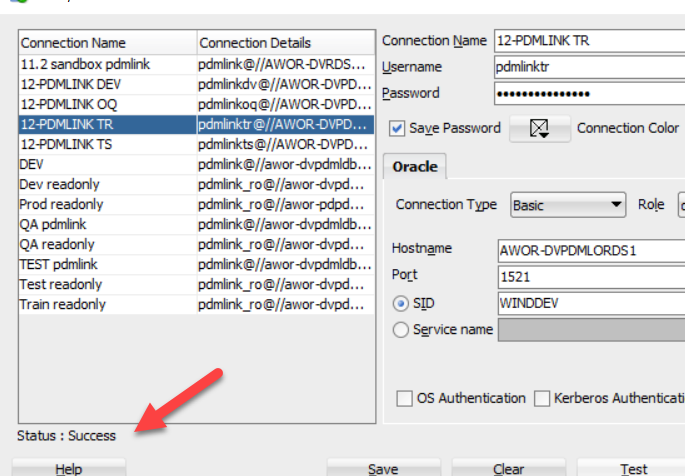 Connection Name Connection Details
11.2 sandbox pdmlink pdmlink@//AWOR-DVRDS...
12-PDMLINK DEV pdmlinkdv@//AWOR-DVPD...
12-PDMLINK OQ pdmlinkoq@//AWOR-DVPD...
12-PDMLINK TR pdmlinktr@//AWOR-DVPD...
12-PDMLINK TS pdmlinkts@//AWOR-DVPD...
DEV pdmlink@//awor-dvpdmldb...
Dev readonly pdmlink_ro@//awor-dvpd...
Prod readonly pdmlink_ro@//awor-pdpd...
QA pdmlink pdmlink@//awor-dvpdmldb...
QA readonly pdmlink_ro@//awor-dvpd...
TEST pdmlink pdmlink@//awor-dvpdmldb...
Test readonly pdmlink_ro@//awor-dvpd...
Train readonly pdmlink_ro@//awor-dvpd...
Status : Success
Connection Name 12-PDMLINK TR
Username pdmlinktr
Password •••••••••••••••
Save Password Connection Color
Oracle
Connection Type Basic Role
Hostname AWOR-DVPDMLORDS1
Port 1521
SID WINDDEV
Service name
OS Authentication Kerberos Authenticati
Help Save Clear Test